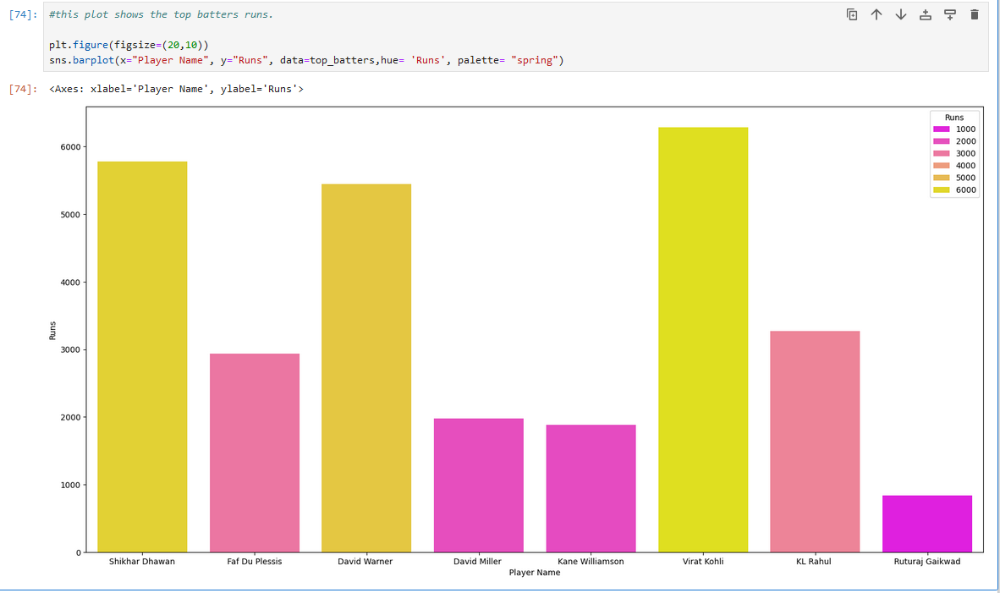 [74]: #this plot shows the top batters runs.
plt.figure(figsize=(20,10))
sns.barplot(x="Player Name", y="Runs", data=top_batters,hue= 'Runs', palette= "spring")
[74]: <Axes: xlabel='Player Name', ylabel='Runs'>
Runs
1000
2000
3000
4000
5000
6000
6000
5000
4000
3000
2000
1000
0
Runs
Shikhar Dhawan Faf Du Plessis David Warner David Miller Kane Williamson Virat Kohli KL Rahul Ruturaj Gaikwad
Player Name